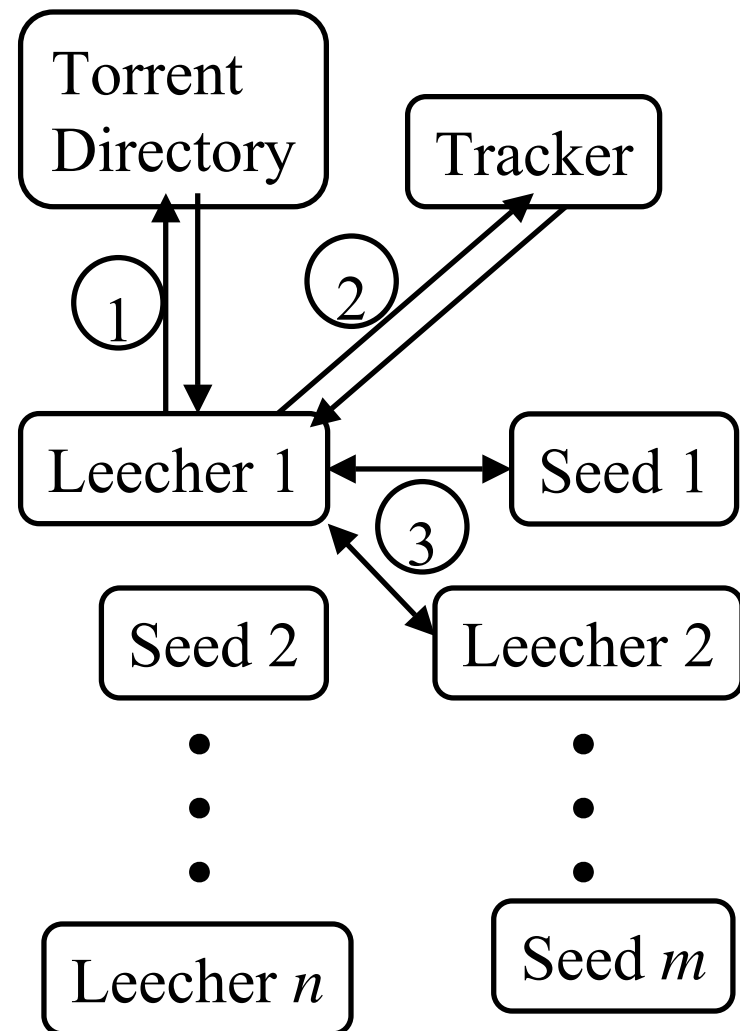 Torrent
Directory
Tracker
1
2
Leecher 1
Seed 1
3
Seed 2
Leecher 2
Leecher n
Seed m